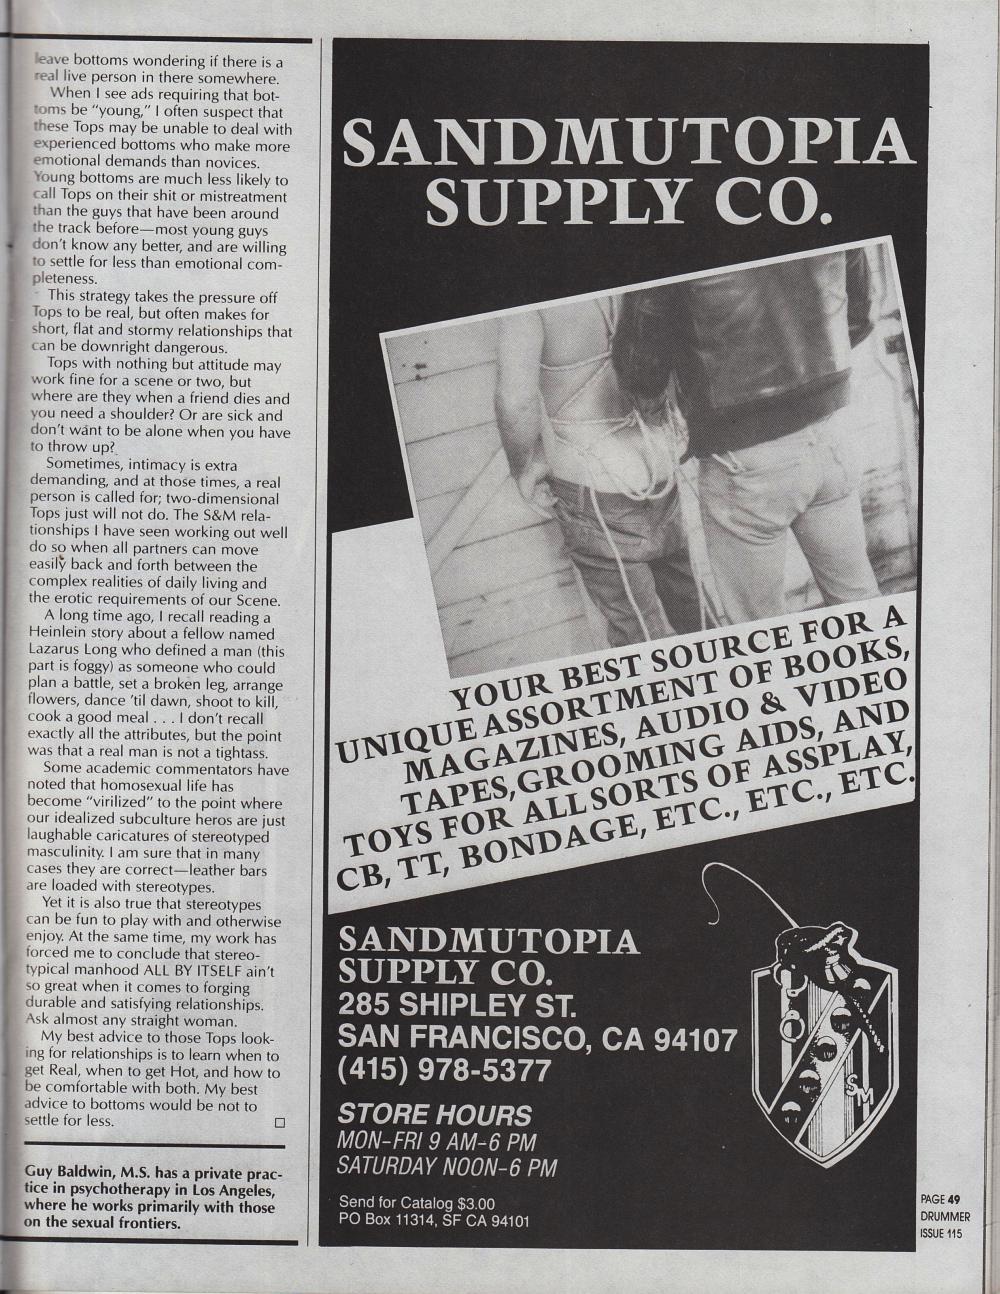 leave bottoms wondering if there is a
real live person in there somewhere.
When I see ads requiring that bot-
toms be “young,” I often suspect that
these Tops may be unable to deal with
experienced bottoms who make more
emotional demands than novices.
Young bottoms are much less likely to
call Tops on their shit or mistreatment
than the guys that have been around
the track before—most young guys
don’t know any better, and are willing
to settle for less than emotional com-
pleteness.
This strategy takes the pressure off
Tops to be real, but often makes for
short, flat and stormy relationships that
can be downright dangerous.
Tops with nothing but attitude may
work fine for a scene or two, but
where are they when a friend dies and
you need a shoulder? Or are sick and
don’t want to be alone when you have
to throw up?
Sometimes, intimacy is extra
demanding, and at those times, a real
person is called for; two-dimensional
Tops just will not do. The S&M rela-
tionships I have seen working out well
do so when all partners can move
easily back and forth between the
complex realities of daily living and
the erotic requirements of our Scene.
A long time ago, I recall reading a
Heinlein story about a fellow named
Lazarus Long who defined a man (this
part is foggy) as someone who could
plan a battle, set a broken leg, arrange
flowers, dance ’til dawn, shoot to kill,
cook a good meal . . . I don’t recall
exactly all the attributes, but the point
was that a real man is not a tightass.
Some academic commentators have
noted that homosexual life has
become “virilized” to the point where
our idealized subculture heros are just
laughable caricatures of stereotyped
masculinity. I am sure that in many
cases they are correct—leather bars
are loaded with stereotypes.
Yet it is also true that stereotypes
can be fun to play with and otherwise
enjoy. At the same time, my work has
forced me to conclude that stereo-
typical manhood ALL BY ITSELF ain’t
so great when it comes to forging
durable and satisfying relationships.
Ask almost any straight woman.
My best advice to those Tops look-
ing for relationships is to learn when to
get Real, when to get Hot, and how to
be comfortable with both. My best
advice to bottoms would be not to
settle for less.
Guy Baldwin, M.S. has a private prac-
tice in psychotherapy in Los Angeles,
where he works primarily with those
on the sexual frontiers.
SANDMUTOPIA
SUPPLY CO.
YOUR BEST SOURCE FOR A
UNIQUE ASSORTMENT OF BOOKS,
MAGAZINES, AUDIO & VIDEO
TAPES, GROOMING AIDS, AND
TOYS FOR ALL SORTS OF ASSPLAY,
CB, TT, BONDAGE, ETC., ETC., ETC.
SANDMUTOPIA
SUPPLY CO.
285 SHIPLEY ST.
SAN FRANCISCO, CA 94107
(415) 978-5377
STORE HOURS
MON-FRI 9 AM-6 PM
SATURDAY NOON-6 PM
Send for Catalog $3.00
PO Box 11314, SF CA 94101
SM
PAGE 49
DRUMMER
ISSUE 115